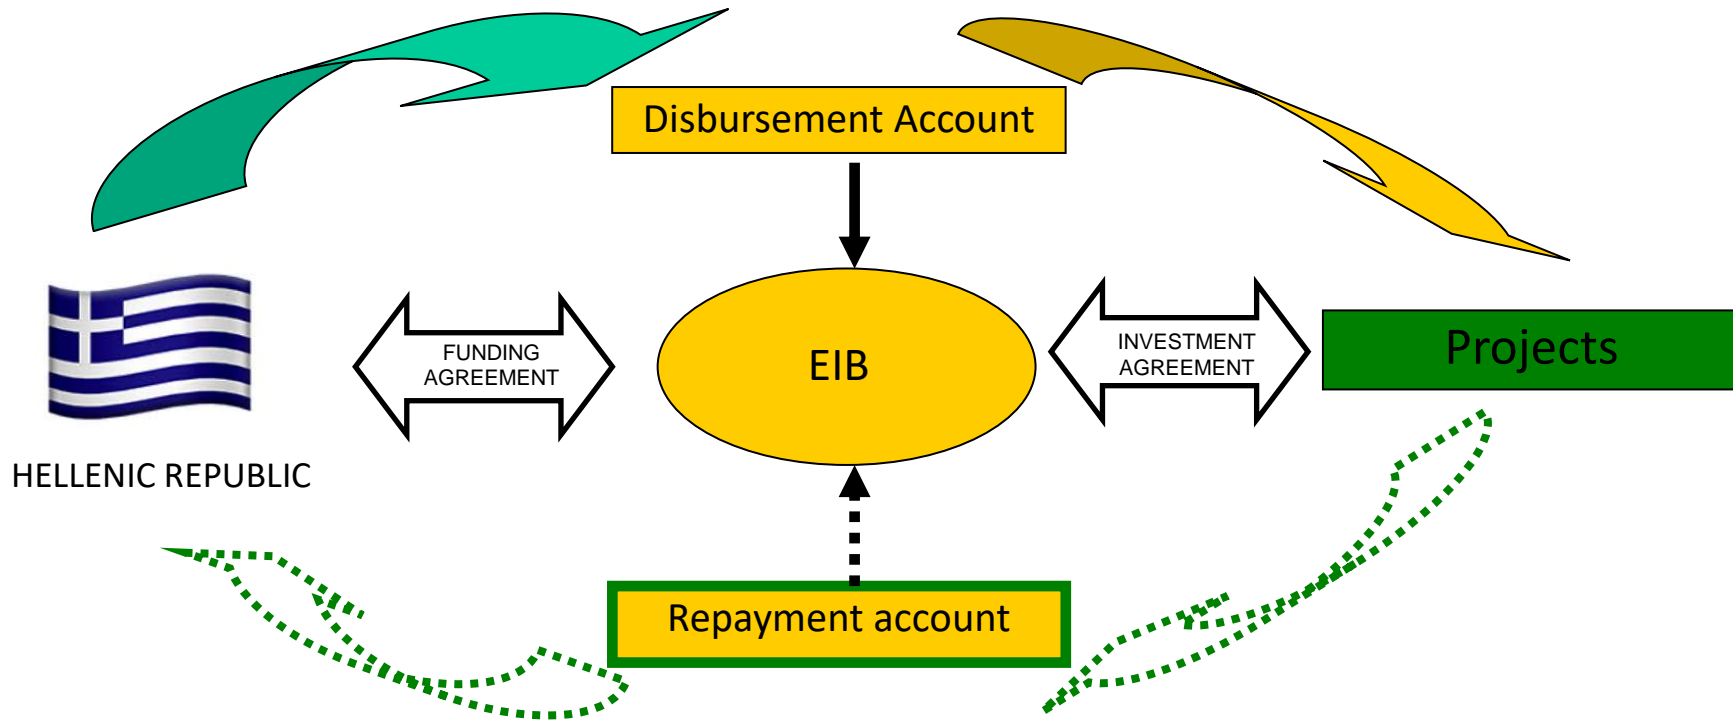 Disbursement Account
FUNDING
AGREEMENT
EIB
INVESTMENT
AGREEMENT
Projects
HELLENIC REPUBLIC
Repayment account